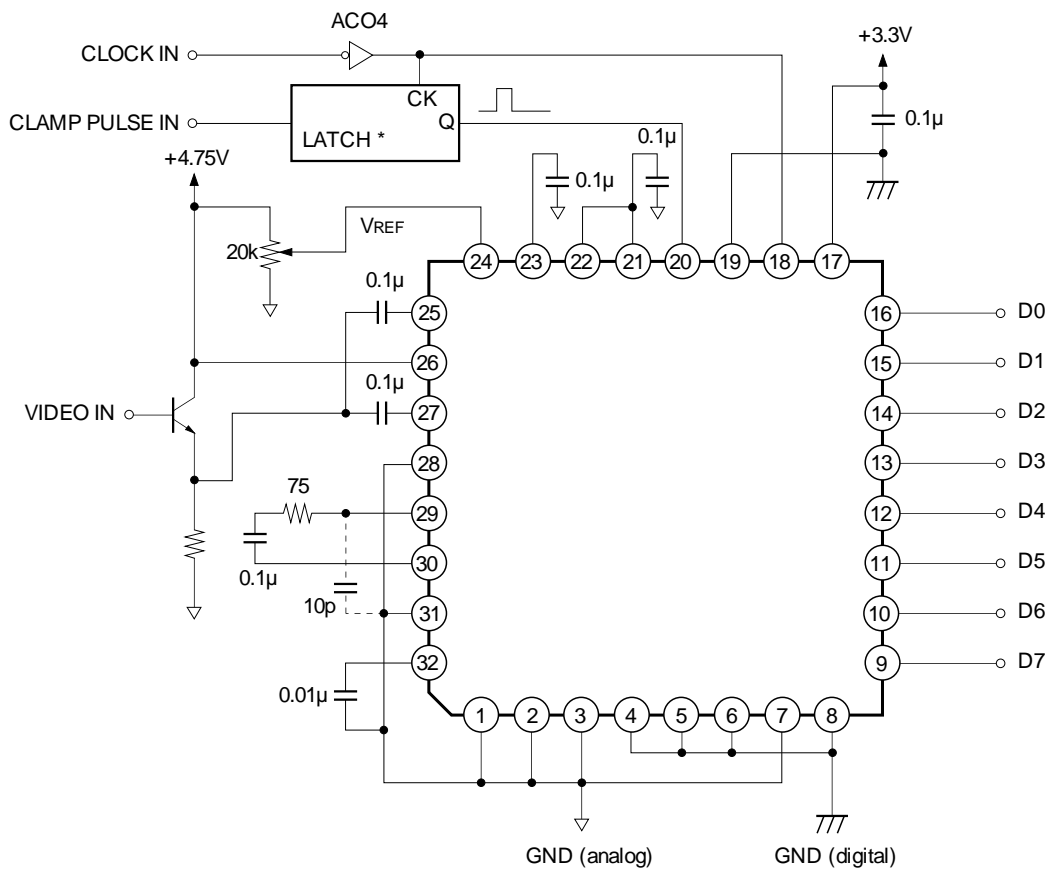 ACO4
CLOCK IN
+3.3V
CK
CLAMP PULSE IN
Q
LATCH *
0.1µ
0.1µ
+4.75V
0.1µ
VREF
20k
24
23
22
21
20
19
18
17
0.1µ
25
16
D0
26
15
D1
0.1µ
VIDEO IN
27
14
D2
28
13
D3
75
29
12
D4
30
11
D5
0.1µ
10p
31
10
D6
32
9
D7
0.01µ
1
2
3
4
5
6
7
8
GND (analog)
GND (digital)